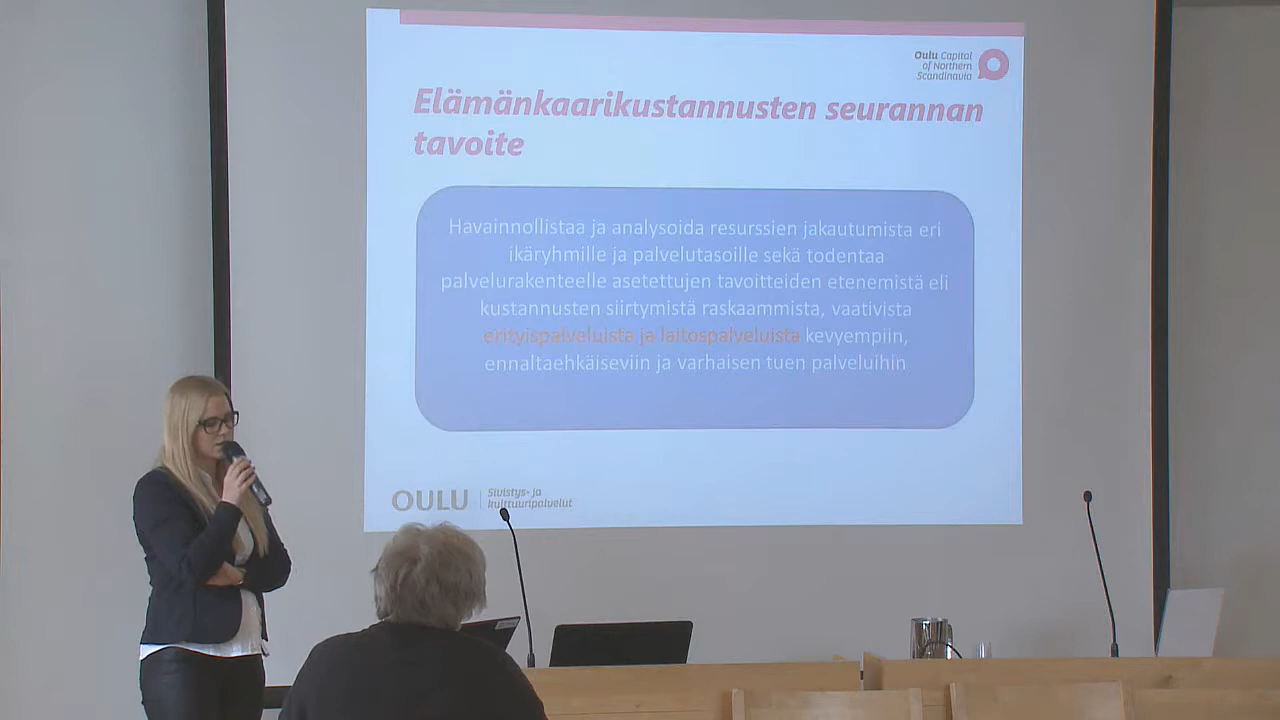 Oulu Capital
of Northern
Scandinavia
Elämänkaarikustannusten seurannan
tavoite
Havainnollistaa ja analysoida resurssien jakautumista eri
ikäryhmille ja palvelutasoille sekä todentaa
palvelurakenteelle asetettujen tavoitteiden etenemistä eli
kustannusten siirtymistä raskaammista, vaativista
erityispalveluista ja laitospalveluista kevyempiin,
ennaltaehkäiseviin ja varhaisen tuen palveluihin
OULU
Sivistys- ja
kulttuuripalvelut